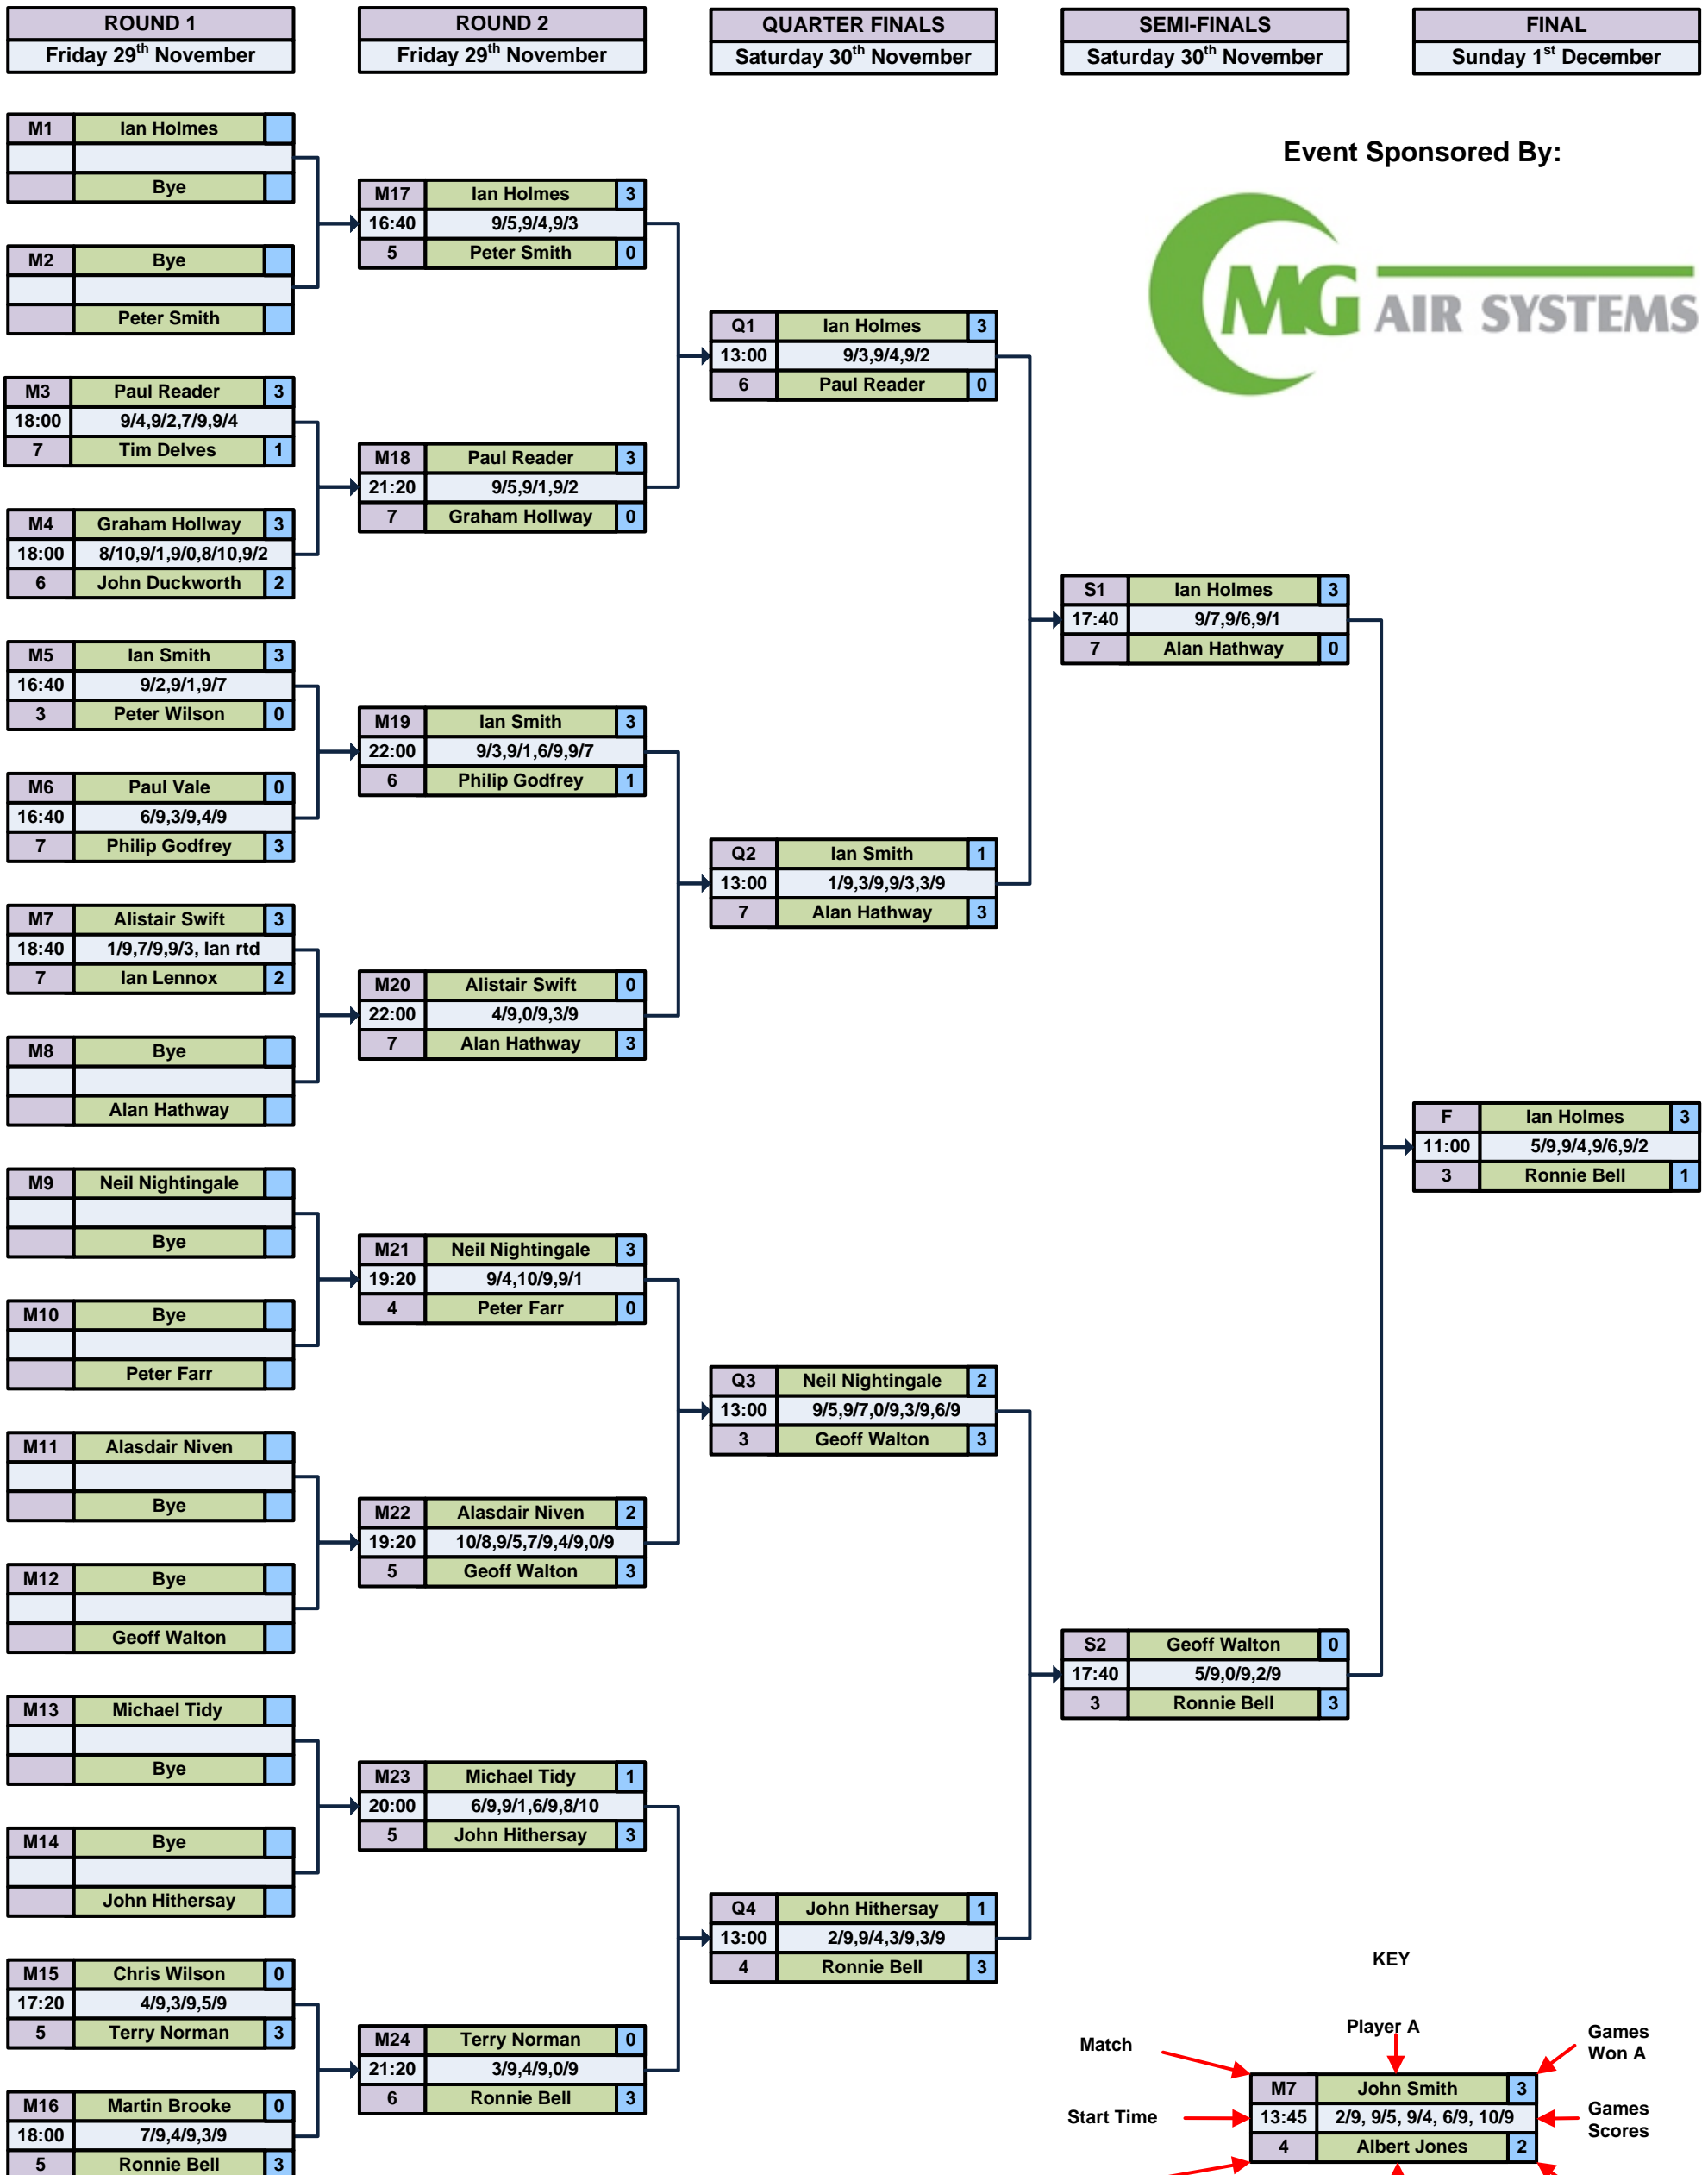 ROUND 1
Friday 29th November
ROUND 2
Friday 29th November
QUARTER FINALS
Saturday 30th November
SEMI-FINALS
Saturday 30th November
FINAL
Sunday 1st December
Event Sponsored By:
MG AIR SYSTEMS
M1 Ian Holmes
Bye
M2 Bye
Peter Smith
M3 Paul Reader 3
18:00 9/4,9/2,7/9,9/4
7 Tim Delves 1
M4 Graham Hollway 3
18:00 8/10,9/1,9/0,8/10,9/2
6 John Duckworth 2
M5 Ian Smith 3
16:40 9/2,9/1,9/7
3 Peter Wilson 0
M6 Paul Vale 0
16:40 6/9,3/9,4/9
7 Philip Godfrey 3
M7 Alistair Swift 3
18:40 1/9,7/9,9/3, Ian rtd
7 Ian Lennox 2
M8 Bye
Alan Hathway
M9 Neil Nightingale
Bye
M10 Bye
Peter Farr
M11 Alasdair Niven
Bye
M12 Bye
Geoff Walton
M13 Michael Tidy
Bye
M14 Bye
John Hithersay
M15 Chris Wilson 0
17:20 4/9,3/9,5/9
5 Terry Norman 3
M16 Martin Brooke 0
18:00 7/9,4/9,3/9
5 Ronnie Bell 3
M17 Ian Holmes 3
16:40 9/5,9/4,9/3
5 Peter Smith 0
M18 Paul Reader 3
21:20 9/5,9/1,9/2
7 Graham Hollway 0
M19 Ian Smith 3
22:00 9/3,9/1,6/9,9/7
6 Philip Godfrey 1
M20 Alistair Swift 0
22:00 4/9,0/9,3/9
7 Alan Hathway 3
M21 Neil Nightingale 3
19:20 9/4,10/9,9/1
4 Peter Farr 0
M22 Alasdair Niven 2
19:20 10/8,9/5,7/9,4/9,0/9
5 Geoff Walton 3
M23 Michael Tidy 1
20:00 6/9,9/1,6/9,8/10
5 John Hithersay 3
M24 Terry Norman 0
21:20 3/9,4/9,0/9
6 Ronnie Bell 3
Q1 Ian Holmes 3
13:00 9/3,9/4,9/2
6 Paul Reader 0
Q2 Ian Smith 1
13:00 1/9,3/9,9/3,3/9
7 Alan Hathway 3
Q3 Neil Nightingale 2
13:00 9/5,9/7,0/9,3/9,6/9
3 Geoff Walton 3
Q4 John Hithersay 1
13:00 2/9,9/4,3/9,3/9
4 Ronnie Bell 3
S1 Ian Holmes 3
17:40 9/7,9/6,9/1
7 Alan Hathway 0
S2 Geoff Walton 0
17:40 5/9,0/9,2/9
3 Ronnie Bell 3
F Ian Holmes 3
11:00 5/9,9/4,9/6,9/2
3 Ronnie Bell 1
KEY
Match
Player A
Games
Won A
M7 John Smith 3
Start Time
13:45 2/9, 9/5, 9/4, 6/9, 10/9
Games
Scores
4 Albert Jones 2